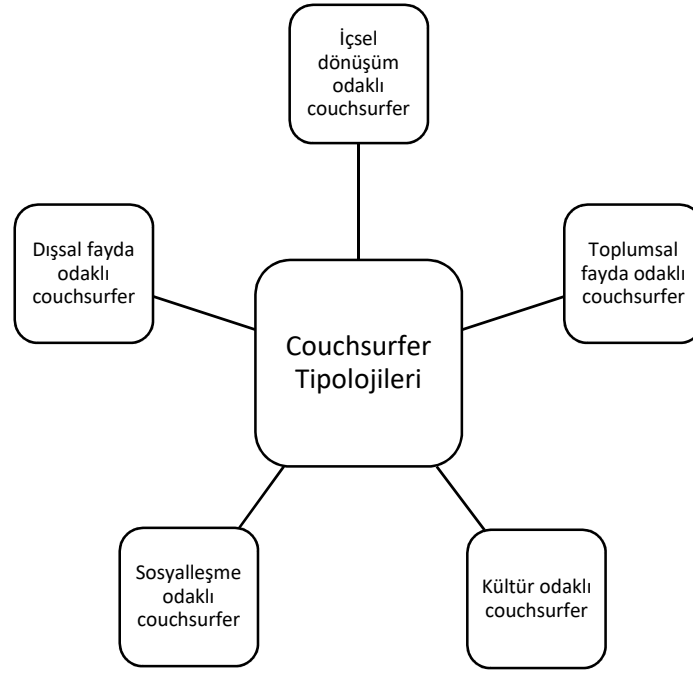 İçsel
dönüşüm
odaklı
couchsurfer
Dışsal fayda
odaklı
couchsurfer
Toplumsal
fayda odaklı
couchsurfer
Couchsurfer
Tipolojileri
Sosyalleşme
odaklı
couchsurfer
Kültür odaklı
couchsurfer